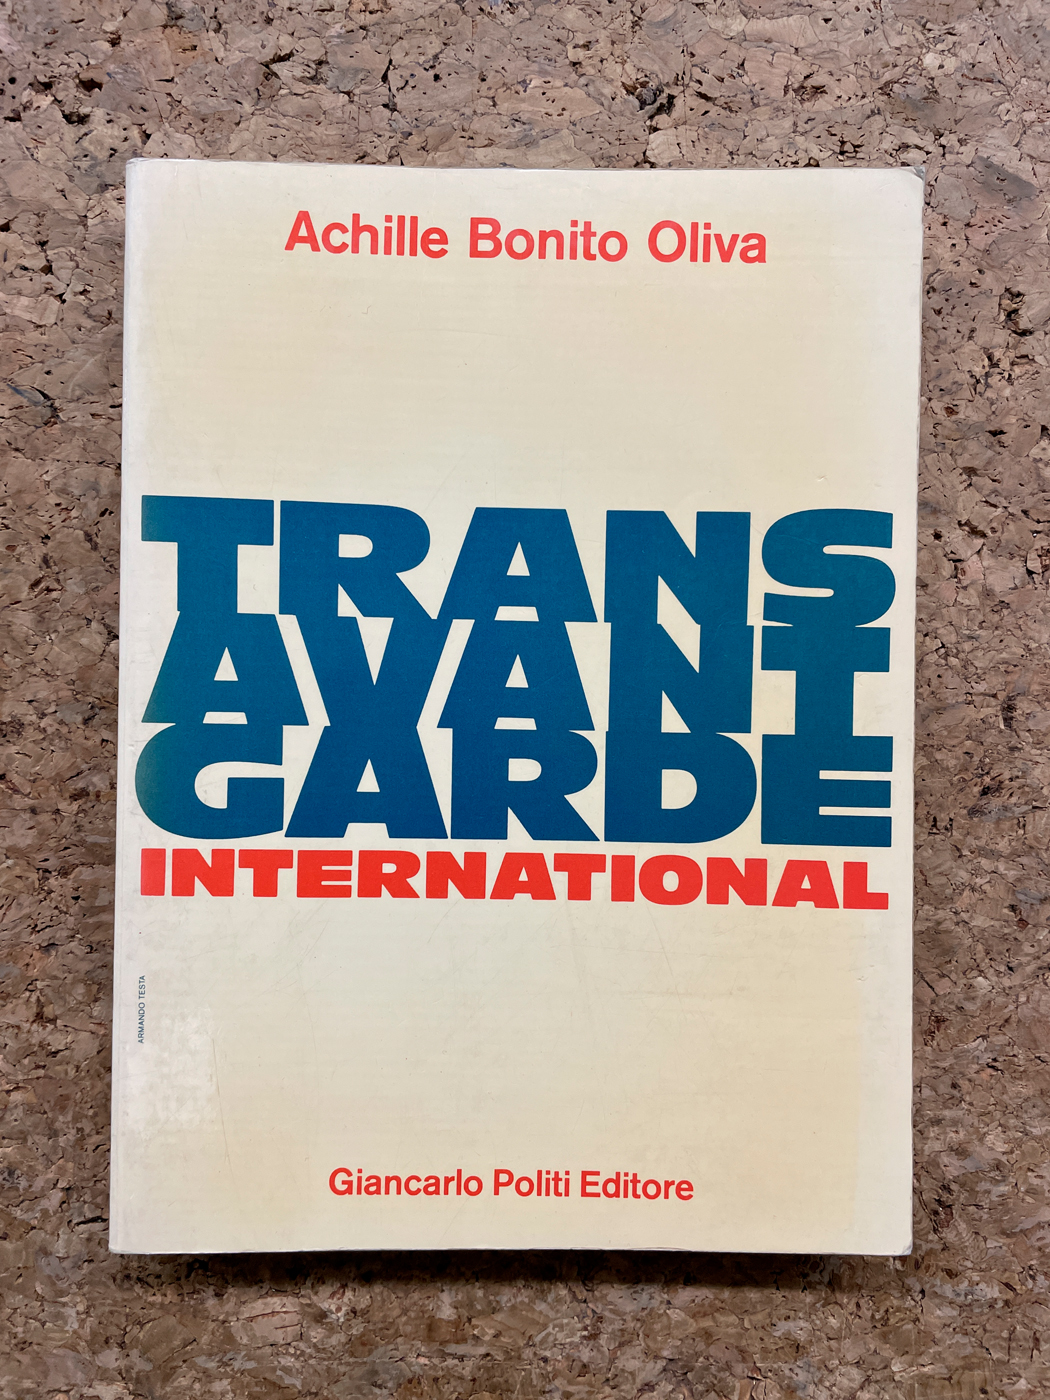 Achille Bonito Oliva
TRANS
AVANT
GARDE
INTERNATIONAL
ARMANDO TESTA
Giancarlo Politi Editore